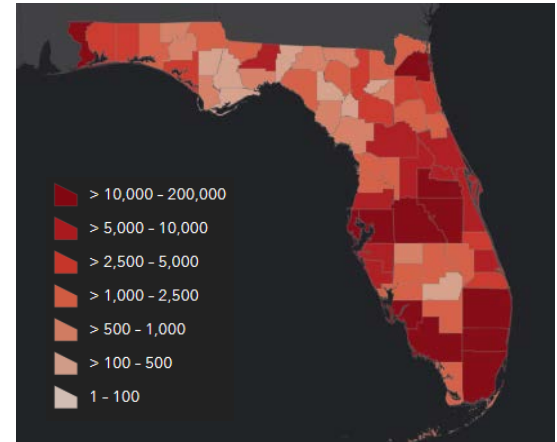 > 10,000 – 200,000
> 5,000 – 10,000
> 2,500 – 5,000
> 1,000 – 2,500
> 500 – 1,000
> 100 – 500
1 – 100